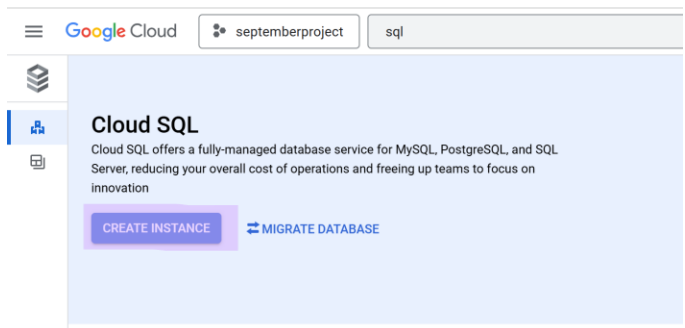 Google Cloud
septemberproject
sql
Cloud SQL
Cloud SQL offers a fully-managed database service for MySQL, PostgreSQL, and SQL
Server, reducing your overall cost of operations and freeing up teams to focus on
innovation
CREATE INSTANCE
MIGRATE DATABASE